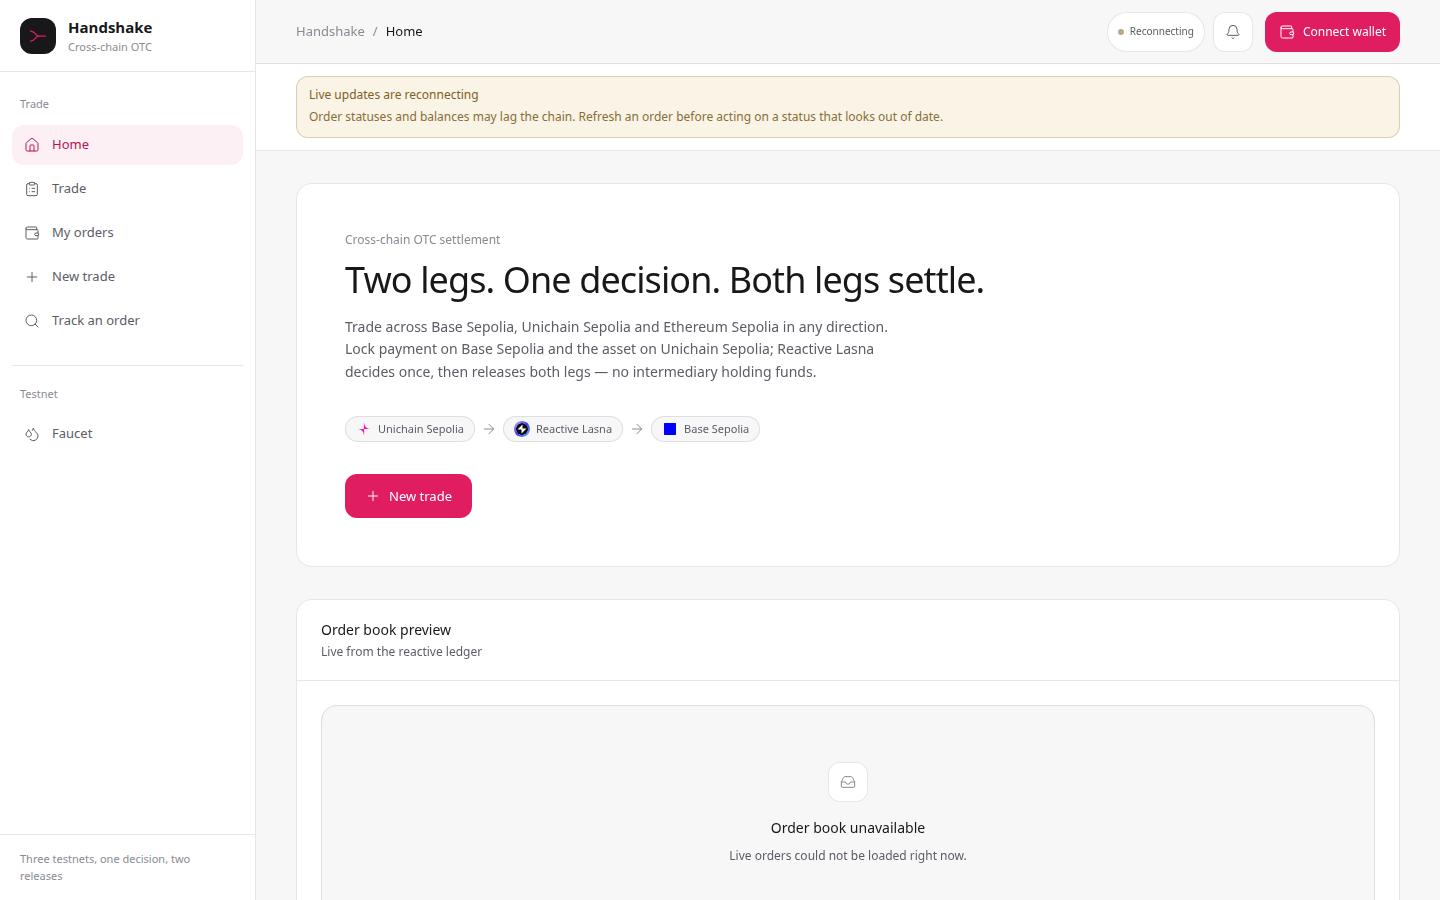 Handshake
Cross-chain OTC
Trade
Home
Trade
My orders
New trade
Track an order
Testnet
Faucet
Three testnets, one decision, two
releases
Handshake / Home
Reconnecting
Connect wallet
Live updates are reconnecting
Order statuses and balances may lag the chain. Refresh an order before acting on a status that looks out of date.
Cross-chain OTC settlement
Two legs. One decision. Both legs settle.
Trade across Base Sepolia, Unichain Sepolia and Ethereum Sepolia in any direction.
Lock payment on Base Sepolia and the asset on Unichain Sepolia; Reactive Lasna
decides once, then releases both legs — no intermediary holding funds.
Unichain Sepolia
Reactive Lasna
Base Sepolia
New trade
Order book preview
Live from the reactive ledger
Order book unavailable
Live orders could not be loaded right now.